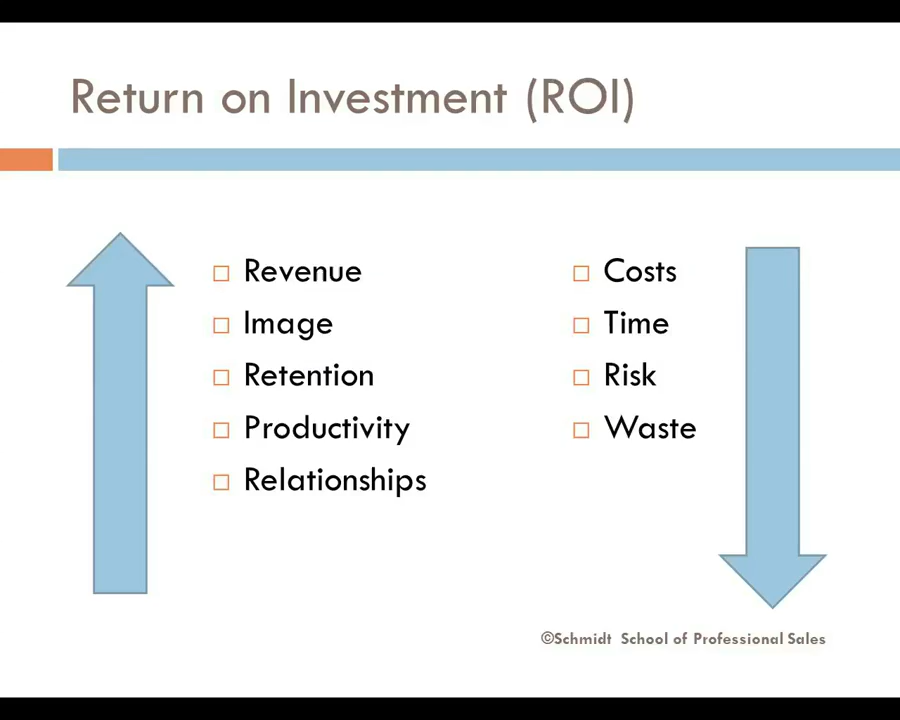 Return on Investment (ROI)
Revenue
Image
Retention
Productivity
Relationships
Costs
Time
Risk
Waste
©Schmidt School of Professional Sales